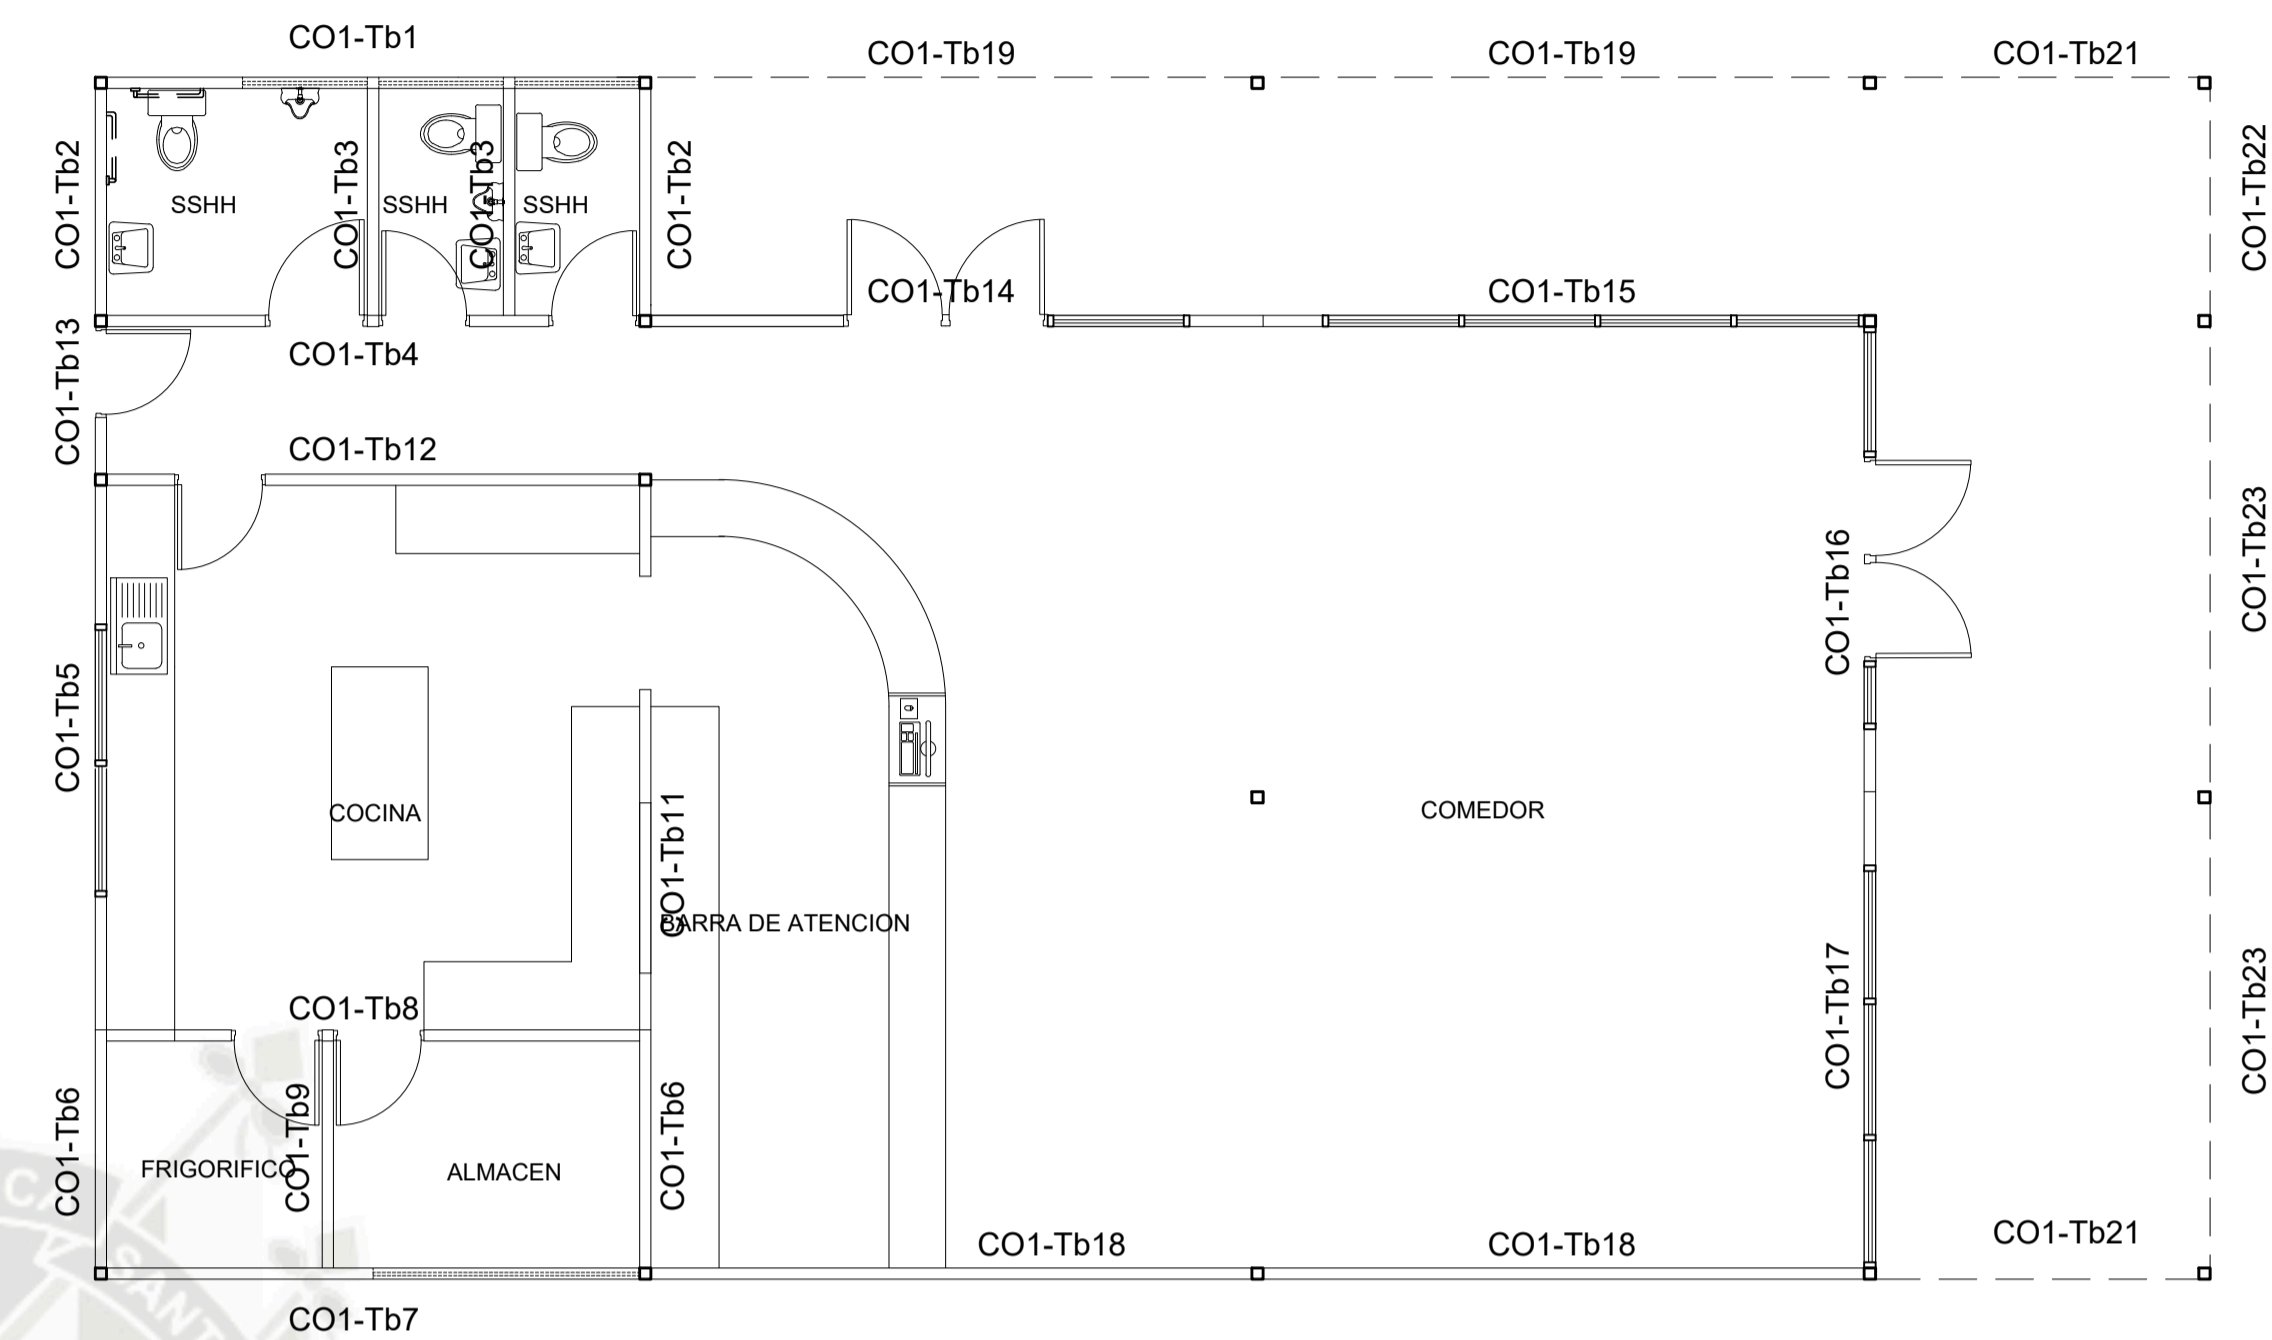 CO1-Tb1
CO1-Tb19
CO1-Tb19
CO1-Tb21
CO1-Tb2
CO1-Tb3
CO1-Tb3
CO1-Tb2
CO1-Tb22
SSHH
SSHH
SSHH
CO1-Tb14
CO1-Tb15
CO1-Tb13
CO1-Tb4
CO1-Tb12
CO1-Tb16
CO1-Tb23
CO1-Tb5
COCINA
CO1-Tb11
COMEDOR
BARRA DE ATENCION
CO1-Tb8
CO1-Tb17
CO1-Tb23
CO1-Tb6
CO1-Tb9
CO1-Tb6
FRIGORIFICO
ALMACEN
CO1-Tb18
CO1-Tb18
CO1-Tb21
CO1-Tb7
CA
SANT